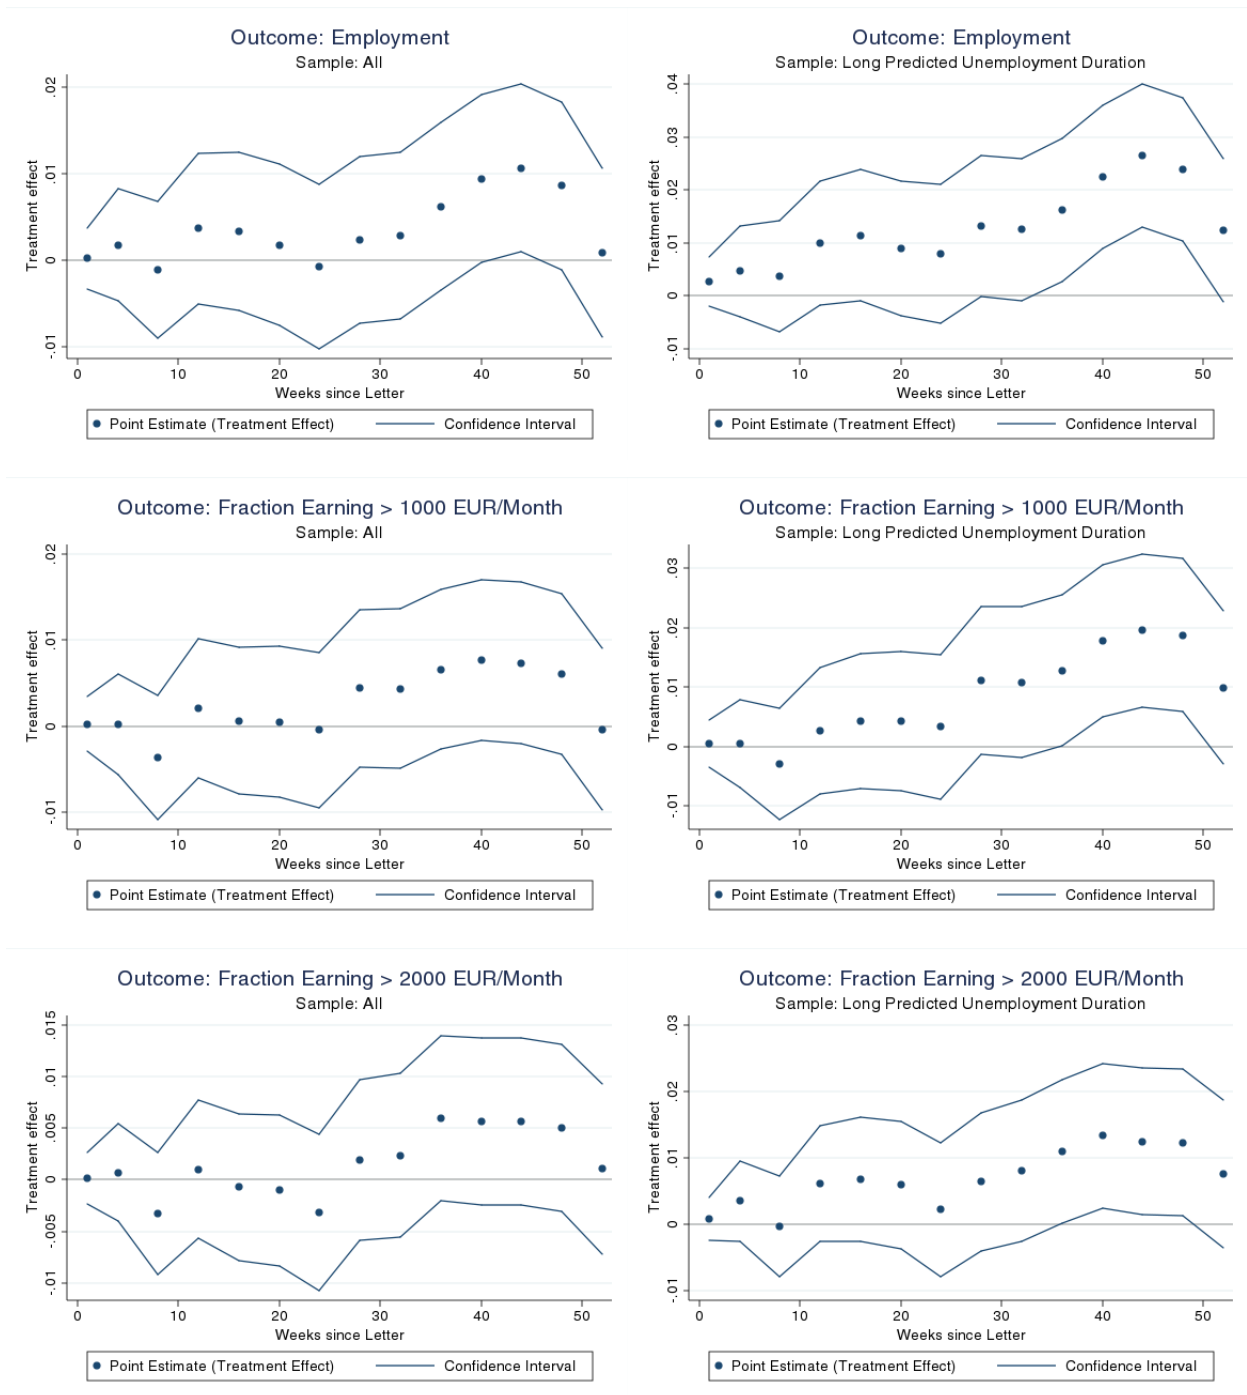 Outcome: Employment
Sample: All
Treatment effect
.02
.01
0
-.01
0 10 20 30 40 50
Weeks since Letter
Point Estimate (Treatment Effect) Confidence Interval
Outcome: Employment
Sample: Long Predicted Unemployment Duration
Treatment effect
.04
.03
.02
.01
0
-.01
0 10 20 30 40 50
Weeks since Letter
Point Estimate (Treatment Effect) Confidence Interval
Outcome: Fraction Earning > 1000 EUR/Month
Sample: All
Treatment effect
.02
.01
0
-.01
0 10 20 30 40 50
Weeks since Letter
Point Estimate (Treatment Effect) Confidence Interval
Outcome: Fraction Earning > 1000 EUR/Month
Sample: Long Predicted Unemployment Duration
Treatment effect
.03
.02
.01
0
-.01
0 10 20 30 40 50
Weeks since Letter
Point Estimate (Treatment Effect) Confidence Interval
Outcome: Fraction Earning > 2000 EUR/Month
Sample: All
Treatment effect
.015
.01
.005
0
-.005
-.01
0 10 20 30 40 50
Weeks since Letter
Point Estimate (Treatment Effect) Confidence Interval
Outcome: Fraction Earning > 2000 EUR/Month
Sample: Long Predicted Unemployment Duration
Treatment effect
.03
.02
.01
0
-.01
0 10 20 30 40 50
Weeks since Letter
Point Estimate (Treatment Effect) Confidence Interval